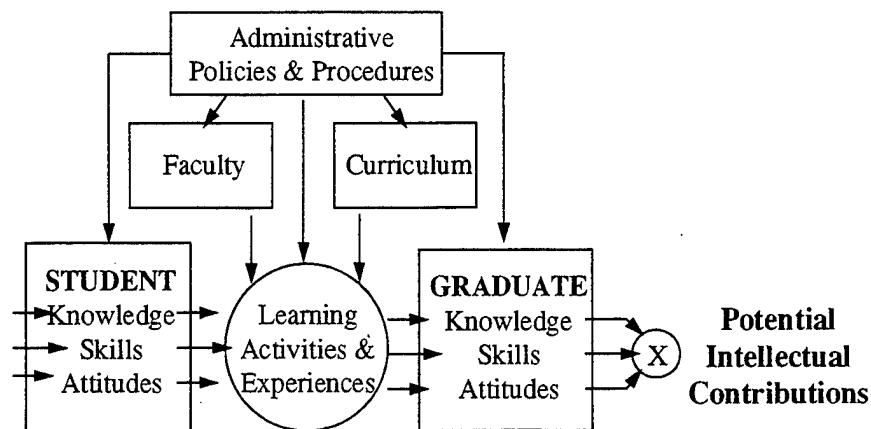 Administrative
Policies & Procedures
Faculty
Curriculum
STUDENT
Knowledge
Skills
Attitudes
Learning
Activities &
Experiences
GRADUATE
Knowledge
Skills
Attitudes
X
Potential
Intellectual
Contributions